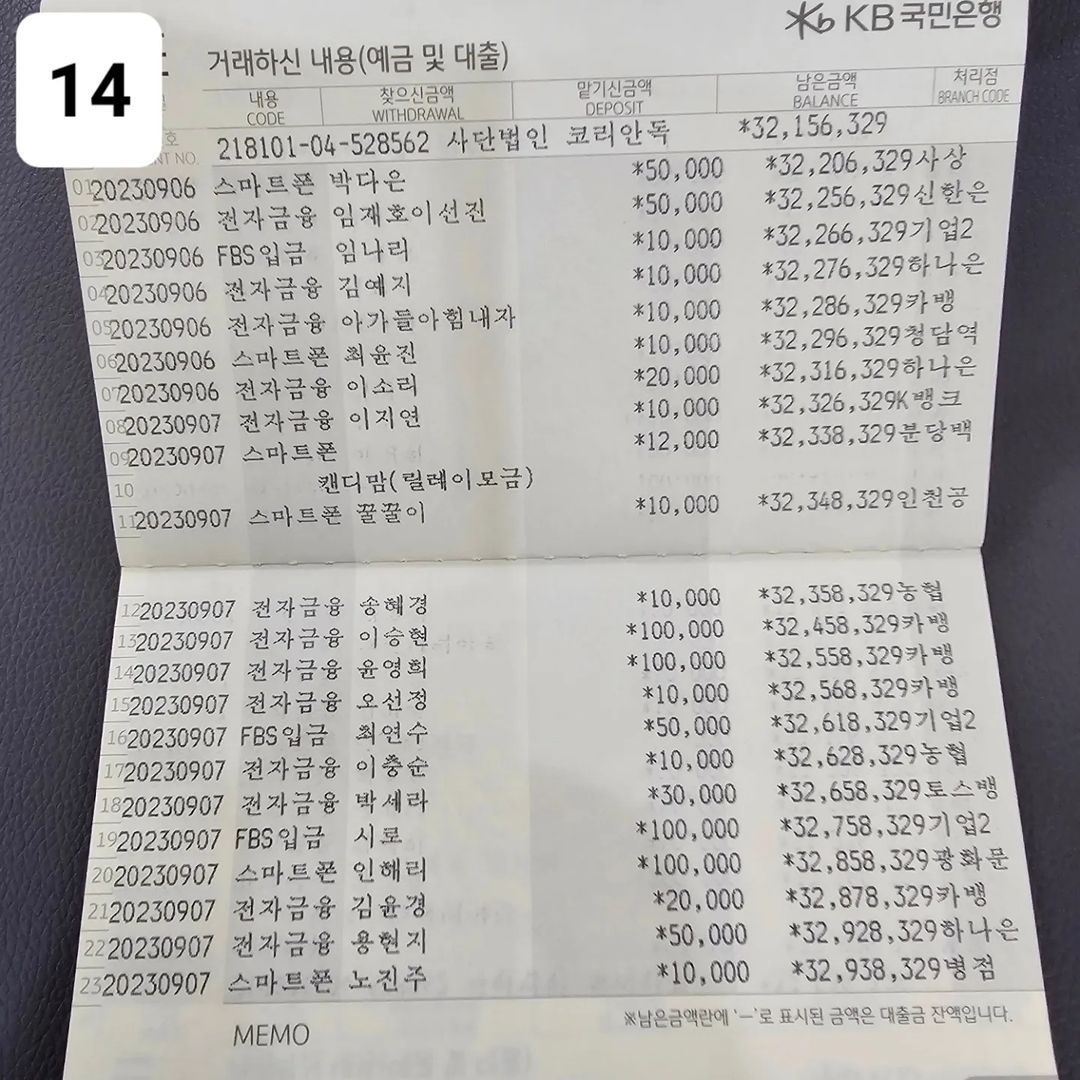 14
KB국민은행
거래하신 내용(예금 및 대출)
내용 찾으신금액 맡기신금액 남은금액 처리점
CODE WITHDRAWAL DEPOSIT BALANCE BRANCH CODE
호 218101-04-528562 사단법인 코리안독 *32,156,329
NT NO.
01 20230906 스마트폰 박다은 *50,000 *32,206,329 사상
02 20230906 전자금융 임재호이선진 *50,000 *32,256,329 신한은
03 20230906 FBS입금 임나리 *10,000 *32,266,329 기업2
04 20230906 전자금융 김예지 *10,000 *32,276,329 하나은
05 20230906 전자금융 아가들아힘내자 *10,000 *32,286,329 카뱅
06 20230906 스마트폰 최윤진 *10,000 *32,296,329 청담역
07 20230906 전자금융 이소리 *20,000 *32,316,329 하나은
08 20230907 전자금융 이지연 *10,000 *32,326,329 K뱅크
09 20230907 스마트폰 *12,000 *32,338,329 분당백
10 캔디맘(릴레이모금)
11 20230907 스마트폰 꿀꿀이 *10,000 *32,348,329 인천공
12 20230907 전자금융 송혜경 *10,000 *32,358,329 농협
13 20230907 전자금융 이승현 *100,000 *32,458,329 카뱅
14 20230907 전자금융 윤영희 *100,000 *32,558,329 카뱅
15 20230907 전자금융 오선정 *10,000 *32,568,329 카뱅
16 20230907 FBS입금 최연수 *50,000 *32,618,329 기업2
17 20230907 전자금융 이충순 *10,000 *32,628,329 농협
18 20230907 전자금융 박세라 *30,000 *32,658,329 토스뱅
19 20230907 FBS입금 시로 *100,000 *32,758,329 기업2
20 20230907 스마트폰 인해리 *100,000 *32,858,329 광화문
21 20230907 전자금융 김윤경 *20,000 *32,878,329 카뱅
22 20230907 전자금융 용현지 *50,000 *32,928,329 하나은
23 20230907 스마트폰 노진주 *10,000 *32,938,329 병점
※남은금액란에 '─'로 표시된 금액은 대출금 잔액입니다.
MEMO